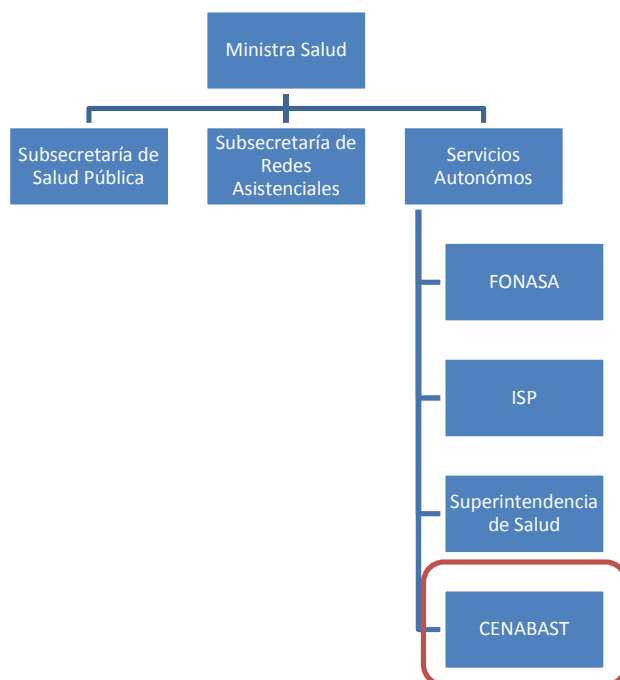 Ministra Salud
Subsecretaría de
Salud Pública
Subsecretaría de
Redes
Asistenciales
Servicios
Autonómos
FONASA
ISP
Superintendencia
de Salud
CENABAST